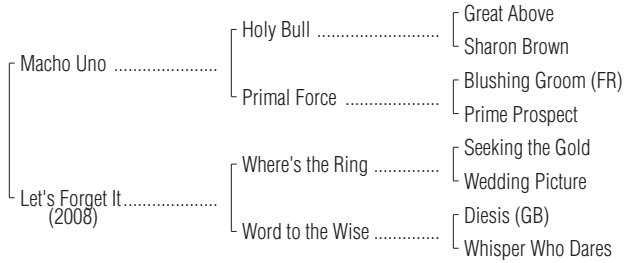 Great Above
Holy Bull ............................
Sharon Brown
Macho Uno ......................
Blushing Groom (FR)
Primal Force ......................
Prime Prospect
Seeking the Gold
Where's the Ring ................
Wedding Picture
Let's Forget It.....................
(2008)
Diesis (GB)
Word to the Wise ...............
Whisper Who Dares